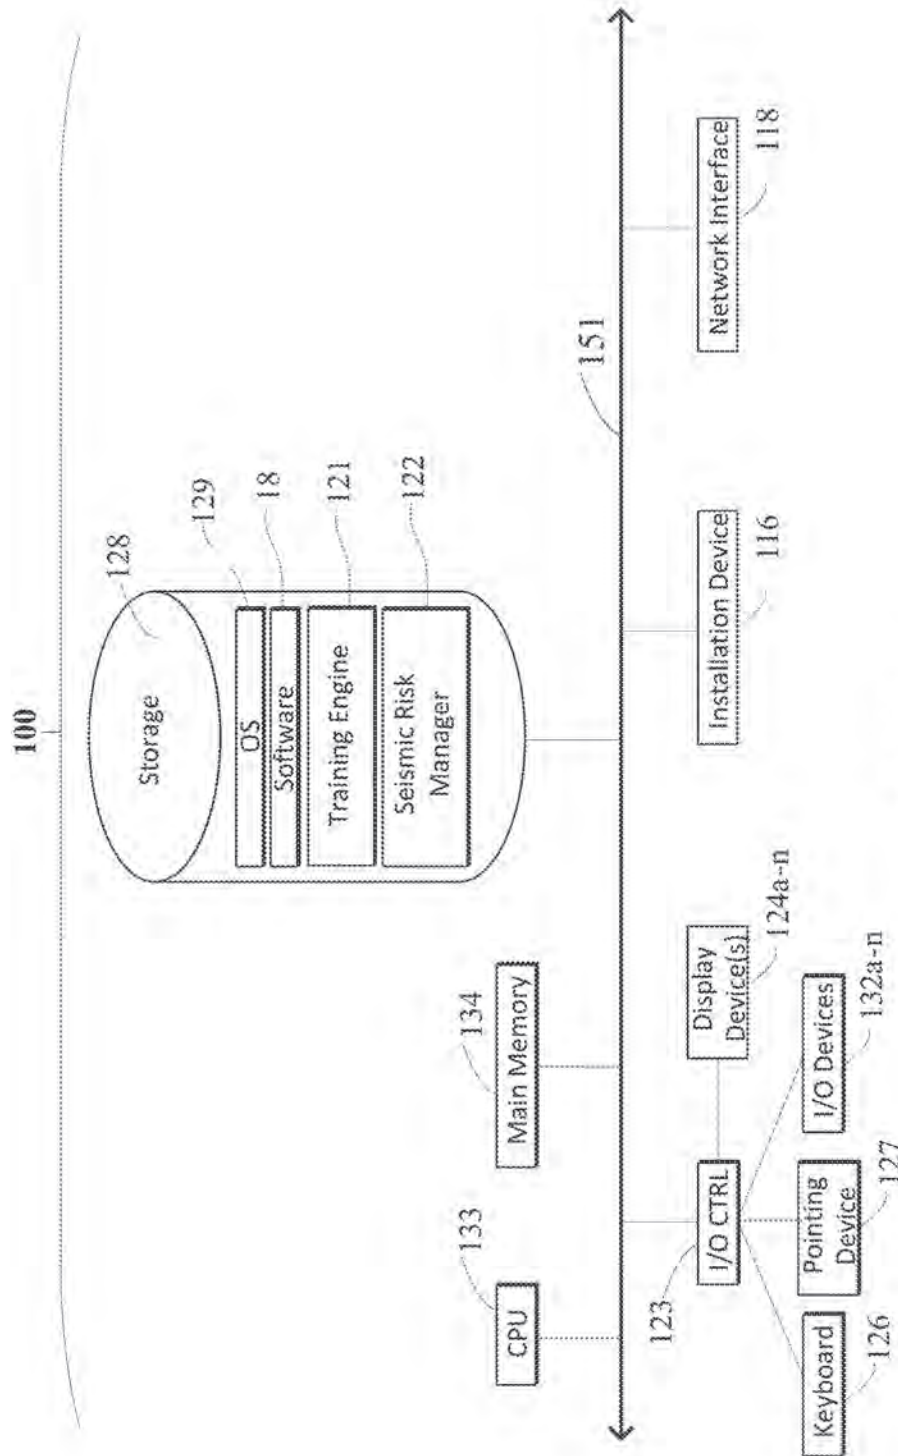 100
Storage
128
OS
129
Software
18
Training Engine
121
Seismic Risk
Manager
122
CPU
133
Main Memory
134
151
I/O CTRL
123
Display
Device(s)
124a-n
Keyboard
126
Pointing
Device
127
I/O Devices
132a-n
Installation Device
116
Network Interface
118